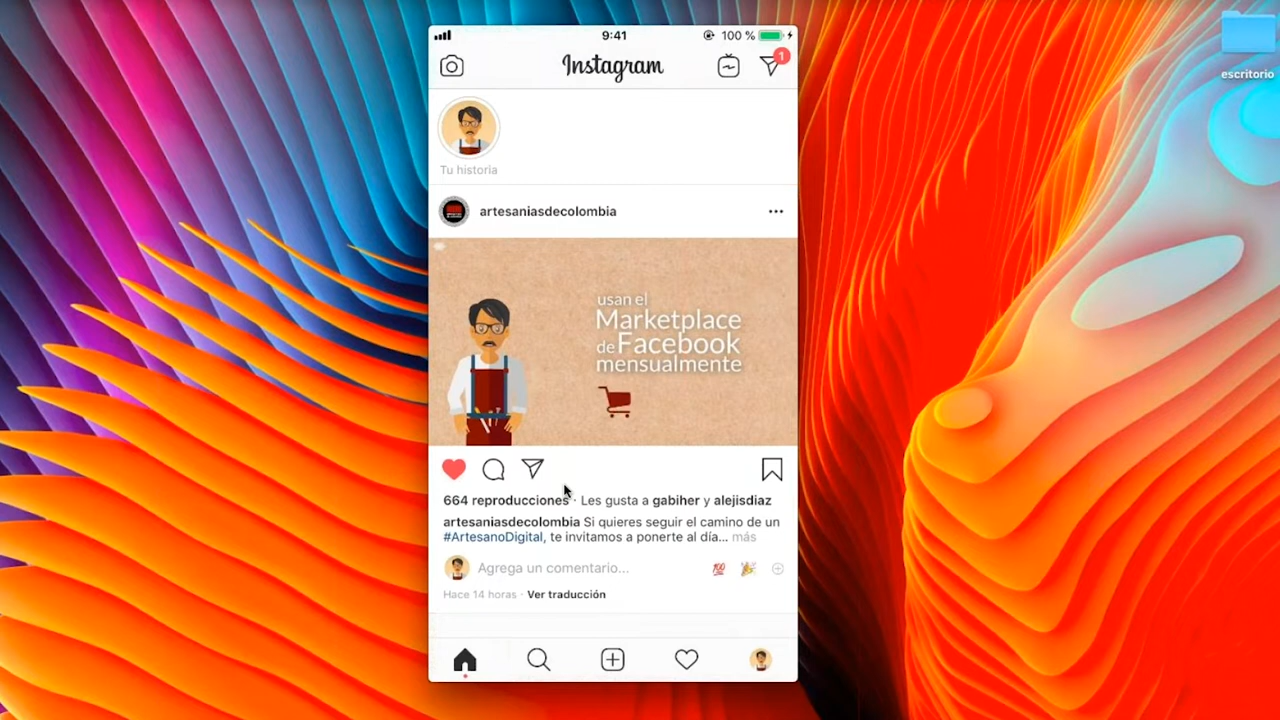 9:41
100 %
Instagram
1
escritorio
Tu historia
artesaniasdecolombia
usan el
Marketplace
de Facebook
mensualmente
664 reproducciones · Les gusta a gabiher y alejisdiaz
artesaniasdecolombia Si quieres seguir el camino de un
#ArtesanoDigital, te invitamos a ponerte al día... más
Agrega un comentario...
💯 🎉
Hace 14 horas · Ver traducción